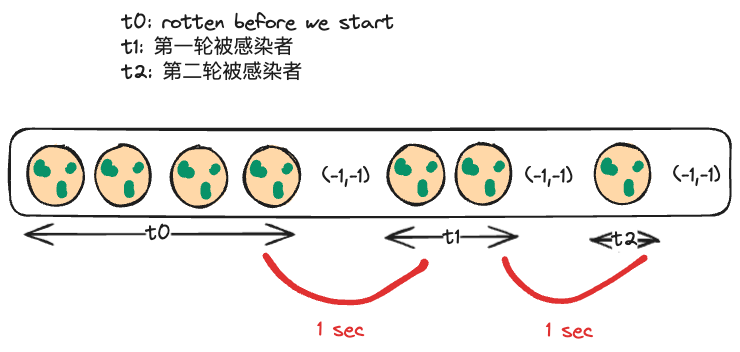 t0: rotten before we start
t1: 第一轮被感染者
t2: 第二轮被感染者
(-1,-1) (-1,-1) (-1,-1)
t0 t1 t2
1 sec 1 sec